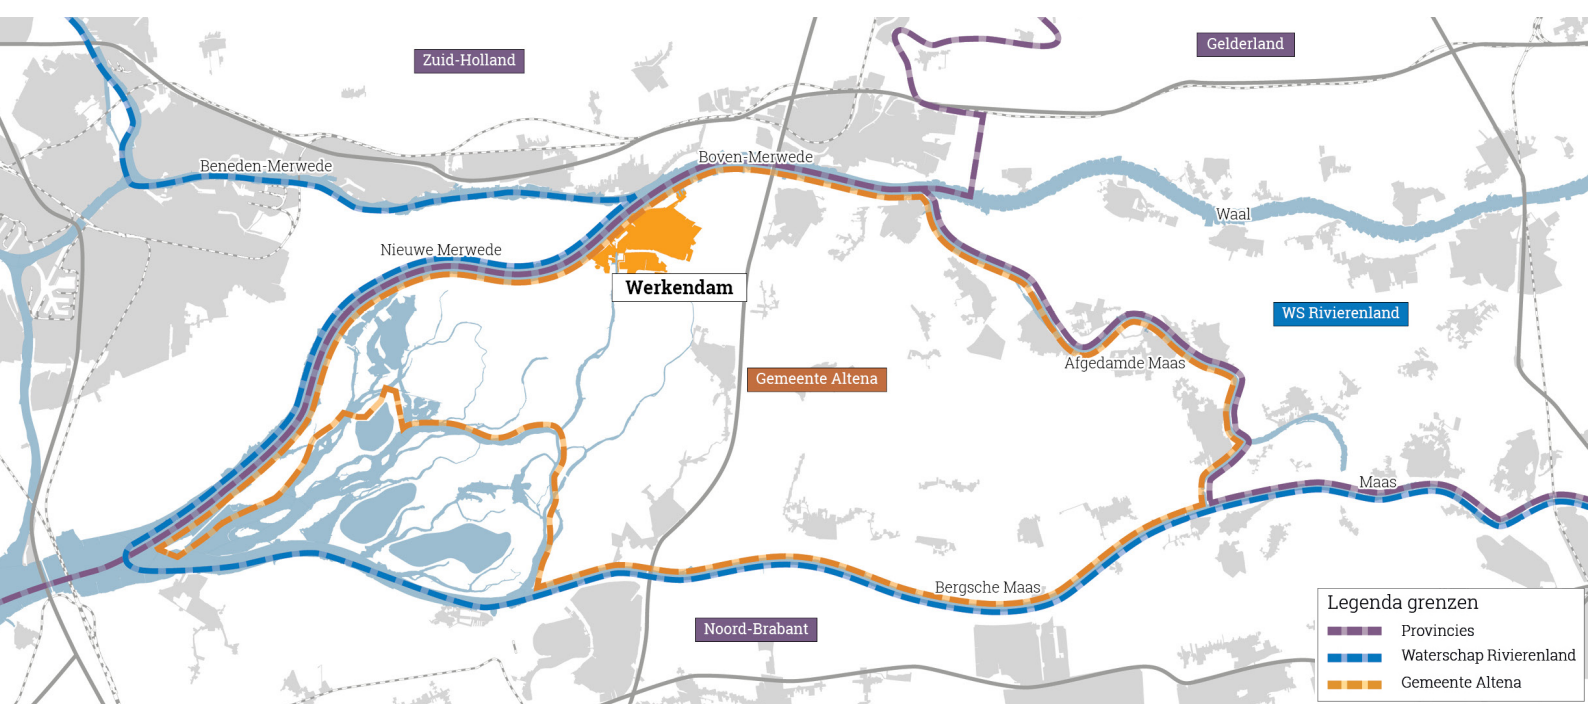 Zuid-Holland
Gelderland
Boven-Merwede
Beneden-Merwede
Waal
Nieuwe Merwede
Werkendam
WS Rivierenland
Afgedamde Maas
Gemeente Altena
Maas
Bergsche Maas
Noord-Brabant
Legenda grenzen
Provincies
Waterschap Rivierenland
Gemeente Altena